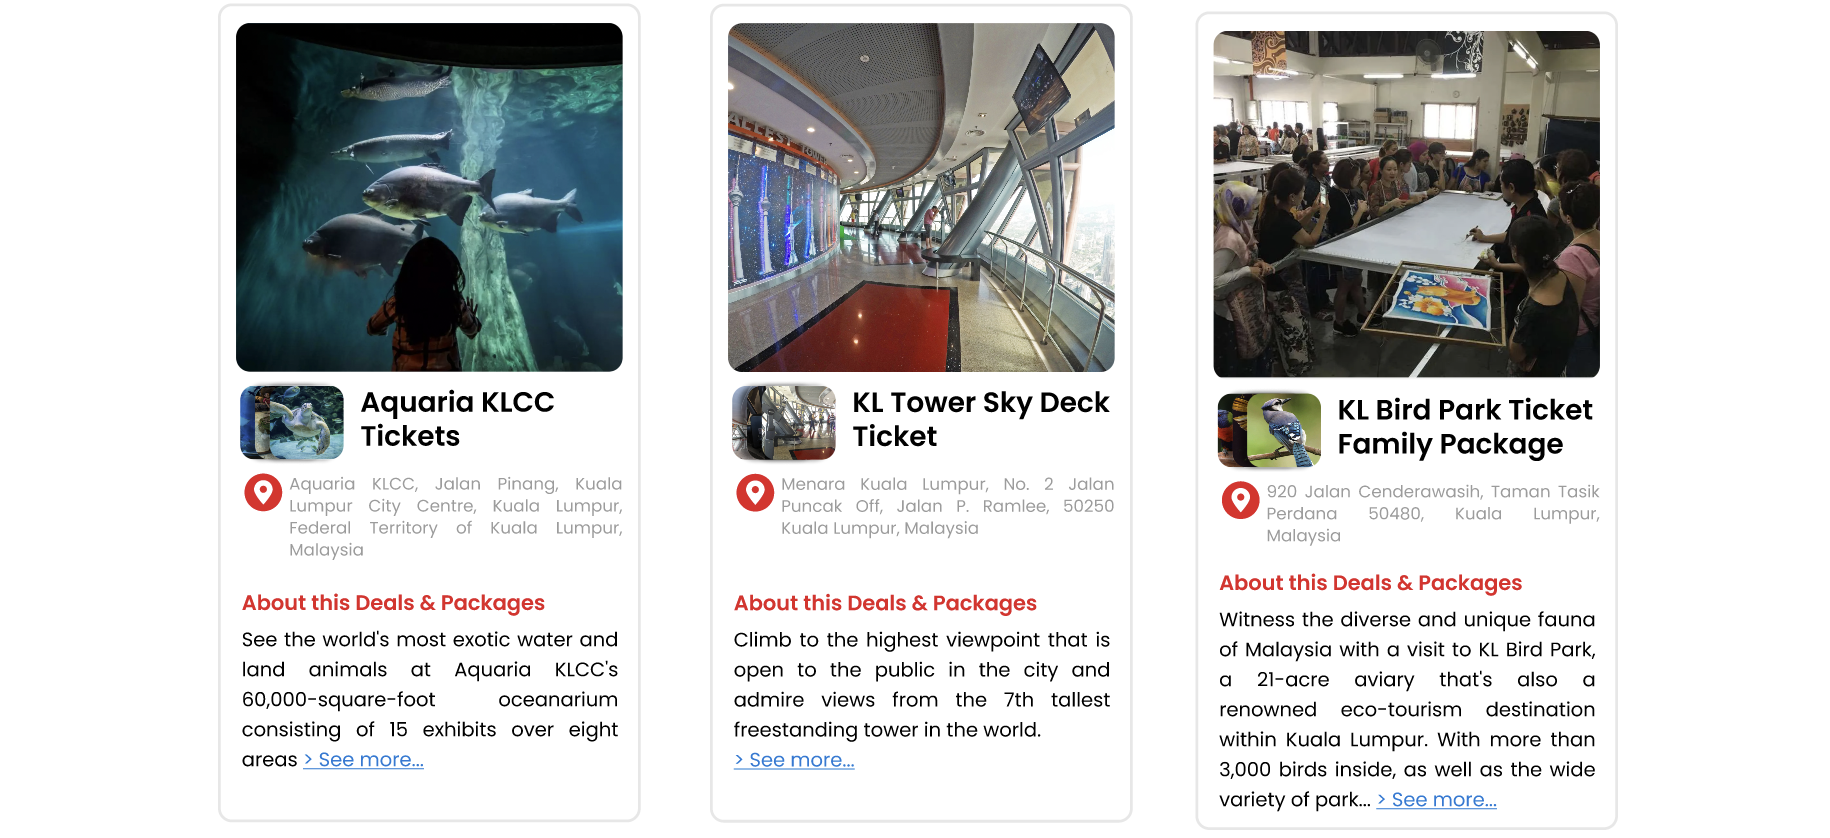 Aquaria KLCC
Tickets
Aquaria KLCC, Jalan Pinang, Kuala
Lumpur City Centre, Kuala Lumpur,
Federal Territory of Kuala Lumpur,
Malaysia
About this Deals & Packages
See the world's most exotic water and
land animals at Aquaria KLCC's
60,000-square-foot oceanarium
consisting of 15 exhibits over eight
areas > See more...
KL Tower Sky Deck
Ticket
Menara Kuala Lumpur, No. 2 Jalan
Puncak Off, Jalan P. Ramlee, 50250
Kuala Lumpur, Malaysia
About this Deals & Packages
Climb to the highest viewpoint that is
open to the public in the city and
admire views from the 7th tallest
freestanding tower in the world.
> See more...
KL Bird Park Ticket
Family Package
920 Jalan Cenderawasih, Taman Tasik
Perdana 50480, Kuala Lumpur,
Malaysia
About this Deals & Packages
Witness the diverse and unique fauna
of Malaysia with a visit to KL Bird Park,
a 21-acre aviary that's also a
renowned eco-tourism destination
within Kuala Lumpur. With more than
3,000 birds inside, as well as the wide
variety of park... > See more...